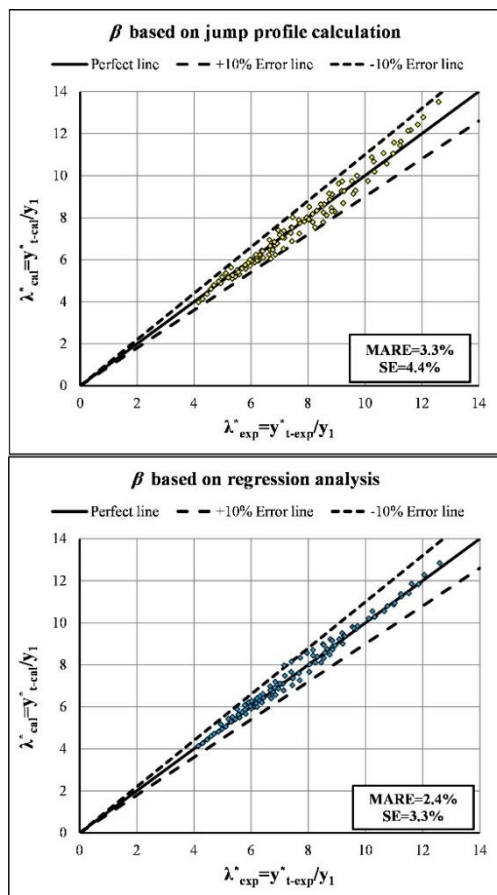 β based on jump profile calculation
Perfect line +10% Error line -10% Error line
14
12
10
8
6
4
2
0
λ*cal=y*t-cal/y1
0 2 4 6 8 10 12 14
λ*exp=y*t-exp/y1
MARE=3.3%
SE=4.4%
β based on regression analysis
Perfect line +10% Error line -10% Error line
14
12
10
8
6
4
2
0
λ*cal=y*t-cal/y1
0 2 4 6 8 10 12 14
λ*exp=y*t-exp/y1
MARE=2.4%
SE=3.3%